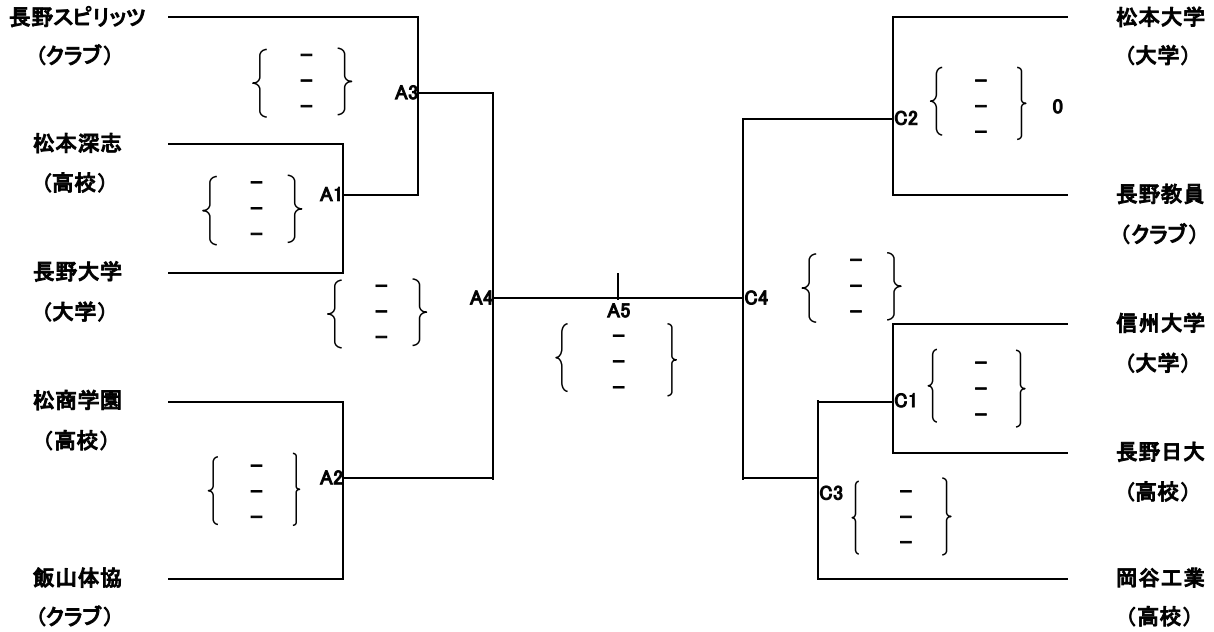 長野スピリッツ
（クラブ）
A3
松本深志
（高校）
A1
長野大学
（大学）
A4
松商学園
（高校）
A2
飯山体協
（クラブ）
A5
松本大学
（大学）
C2
0
長野教員
（クラブ）
C4
信州大学
（大学）
C1
長野日大
（高校）
C3
岡谷工業
（高校）